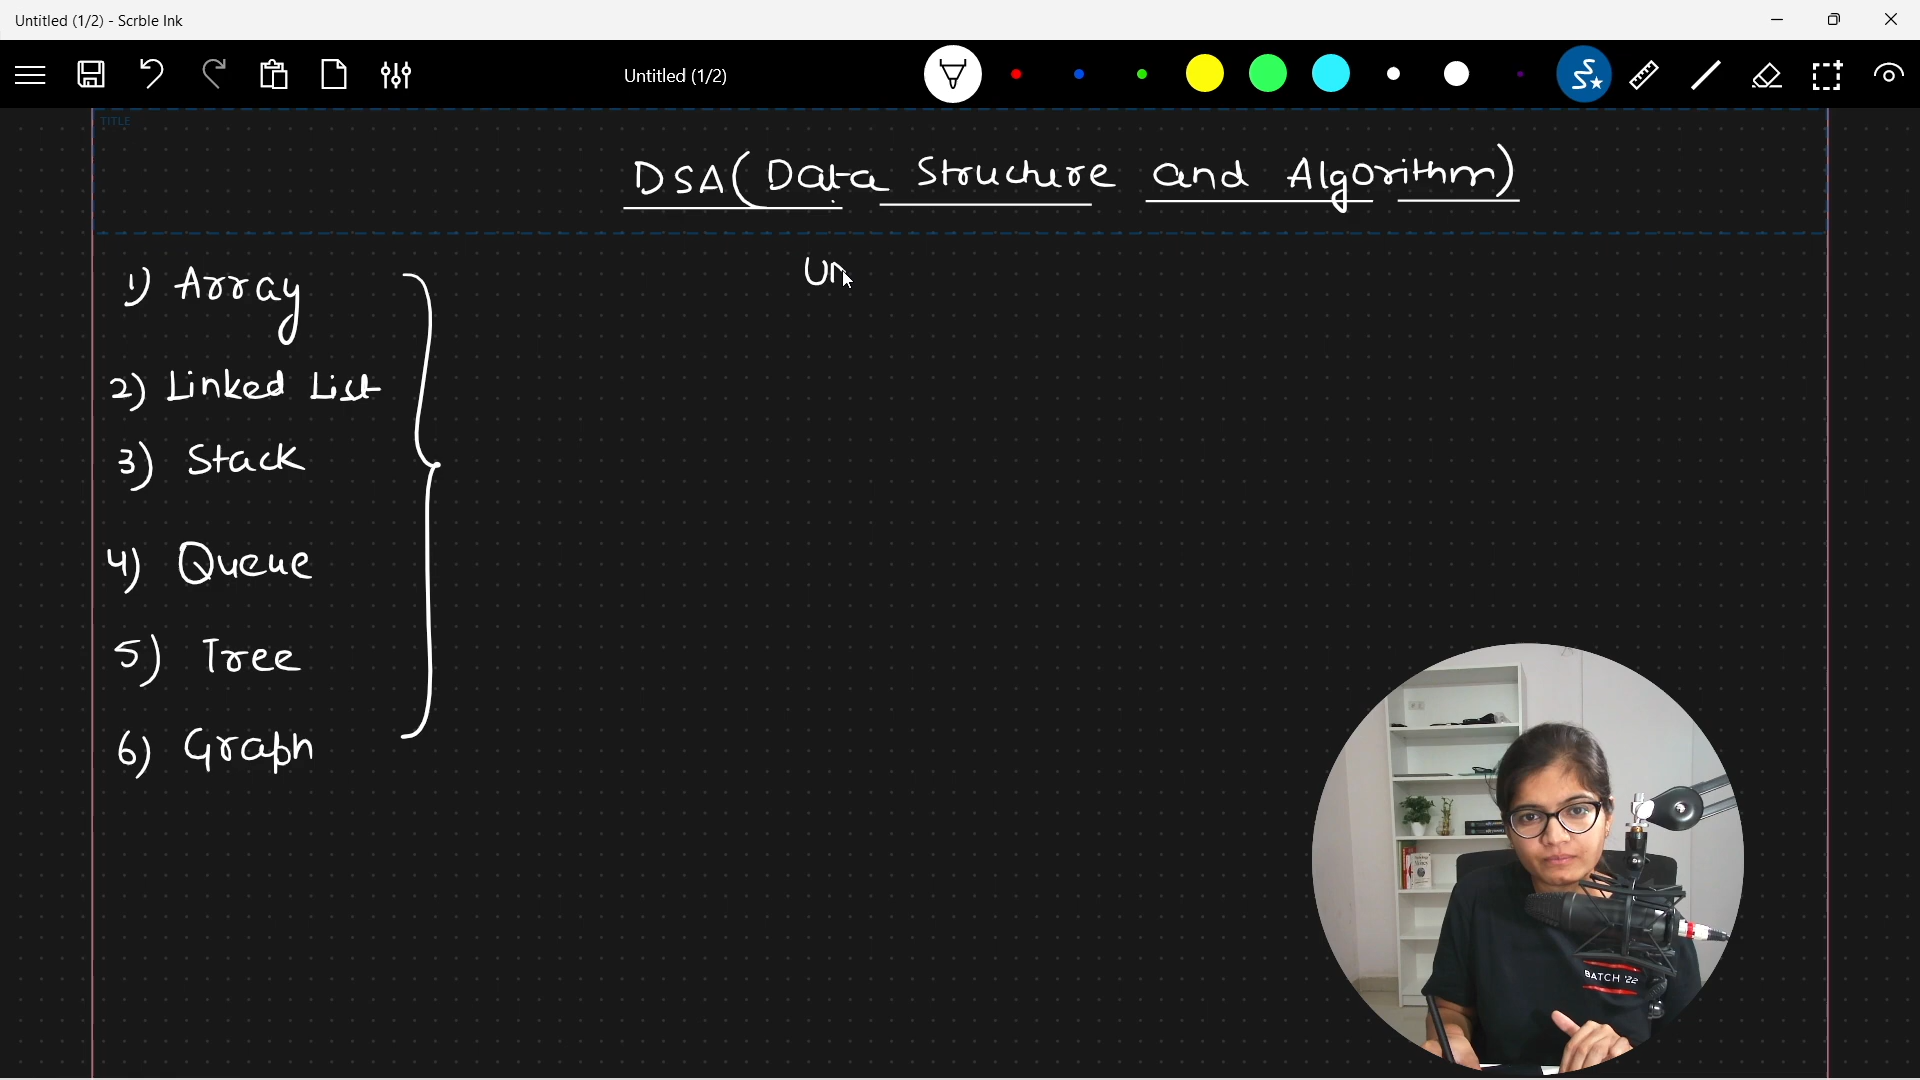 Untitled (1/2) - Scrble Ink
Untitled (1/2)
TITLE
DSA (Data Structure and Algorithm)
Un
1) Array
2) Linked List
3) Stack
4) Queue
5) Tree
6) Graph
BATCH '22